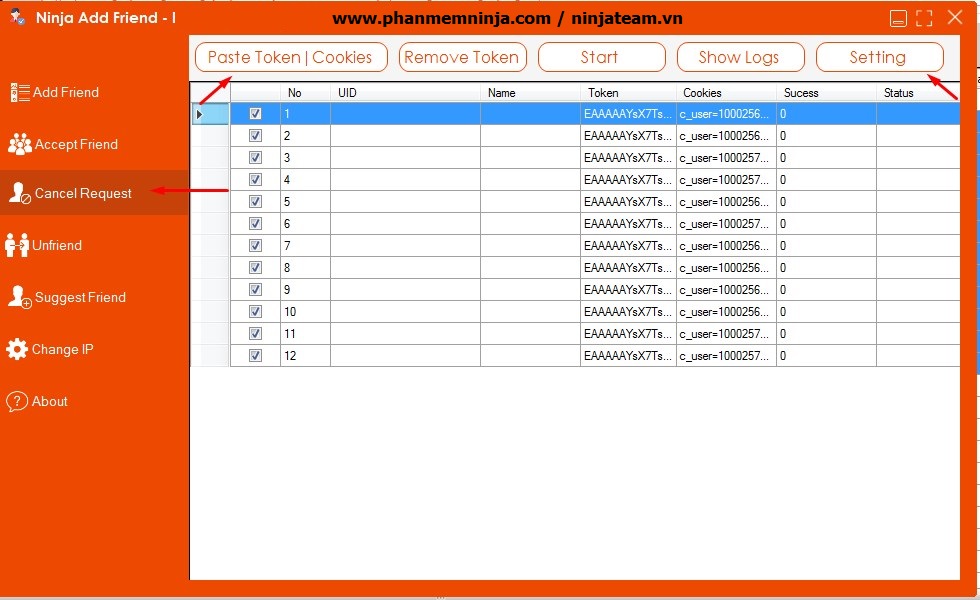 Ninja Add Friend - I
www.phanmemninja.com / ninjateam.vn
Paste Token|Cookies
Remove Token
Start
Show Logs
Setting
Add Friend
Accept Friend
Cancel Request
Unfriend
Suggest Friend
Change IP
About
No UID Name Token Cookies Sucess Status
1 EAAAAAYsX7Ts... c_user=1000256... 0
2 EAAAAAYsX7Ts... c_user=1000256... 0
3 EAAAAAYsX7Ts... c_user=1000257... 0
4 EAAAAAYsX7Ts... c_user=1000256... 0
5 EAAAAAYsX7Ts... c_user=1000256... 0
6 EAAAAAYsX7Ts... c_user=1000257... 0
7 EAAAAAYsX7Ts... c_user=1000257... 0
8 EAAAAAYsX7Ts... c_user=1000256... 0
9 EAAAAAYsX7Ts... c_user=1000256... 0
10 EAAAAAYsX7Ts... c_user=1000256... 0
11 EAAAAAYsX7Ts... c_user=1000257... 0
12 EAAAAAYsX7Ts... c_user=1000257... 0